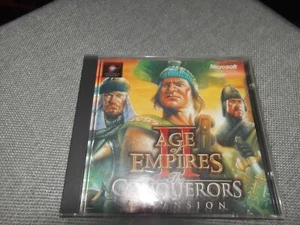 Microsoft
AGE
of
II
EMPIRES
The
CONQUERORS
EXPANSION